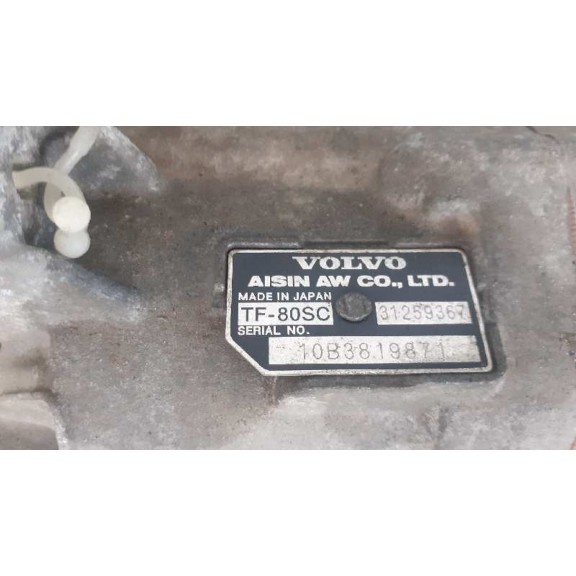 VOLVO
AISIN AW CO., LTD.
MADE IN JAPAN
TF-80SC 31259367
SERIAL NO.
10B3819871